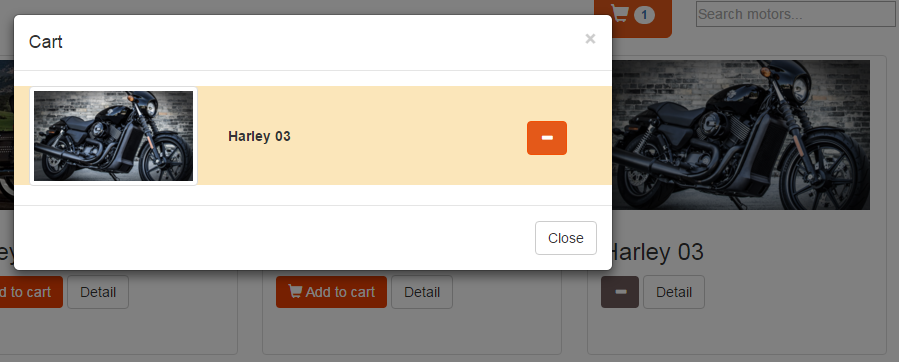 1
Search motors...
Cart
×
Harley 03
Close
Harley 03
Add to cart
Detail
Add to cart
Detail
Detail